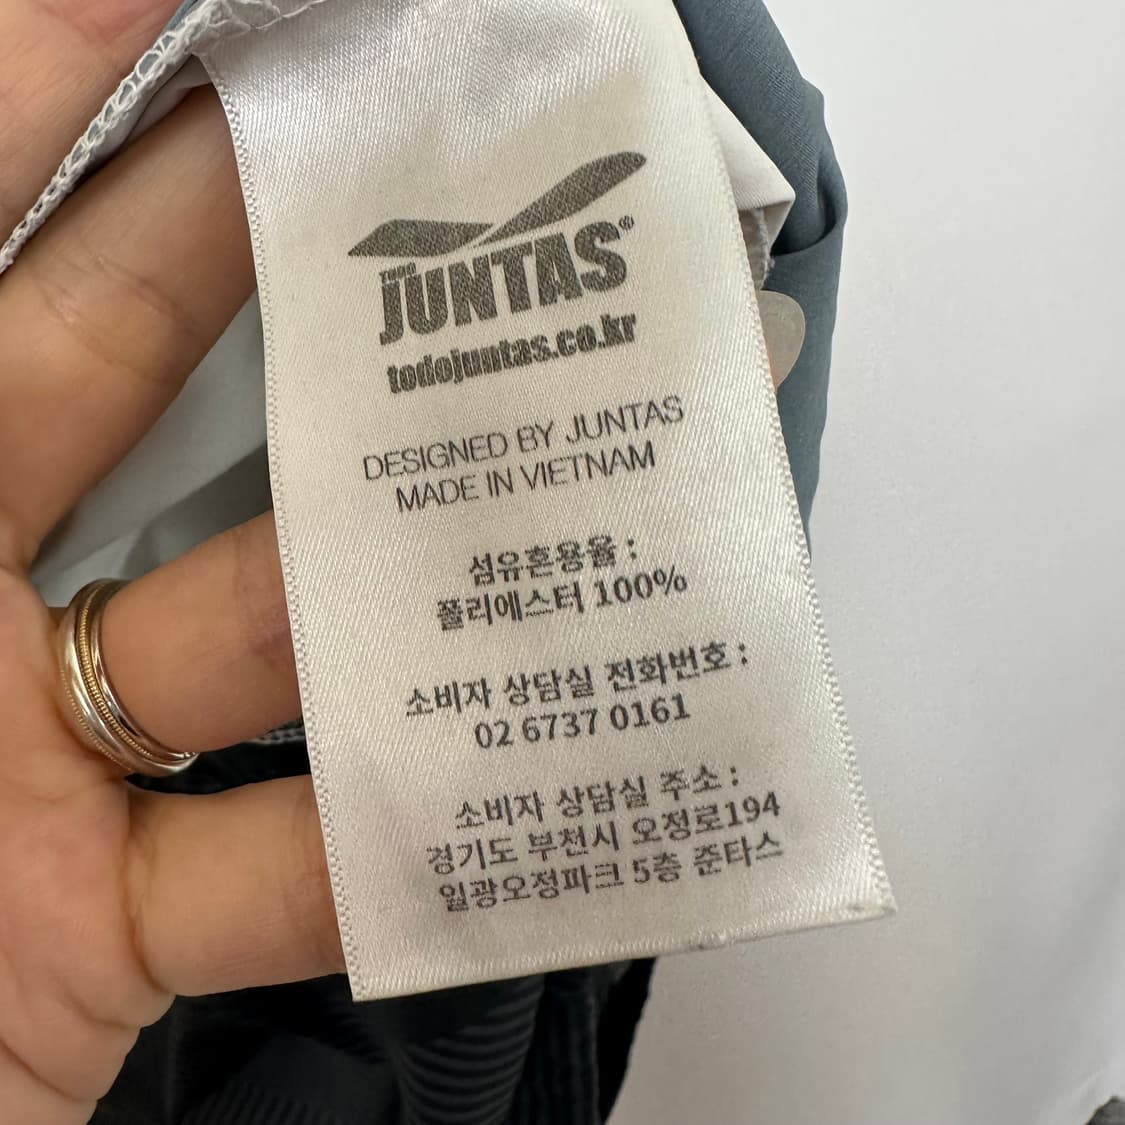 TODO
JUNTAS®
todojuntas.co.kr
DESIGNED BY JUNTAS
MADE IN VIETNAM
섬유혼용율 :
폴리에스터 100%
소비자 상담실 전화번호 :
02 6737 0161
소비자 상담실 주소 :
경기도 부천시 오정로194
일광오정파크 5층 준타스